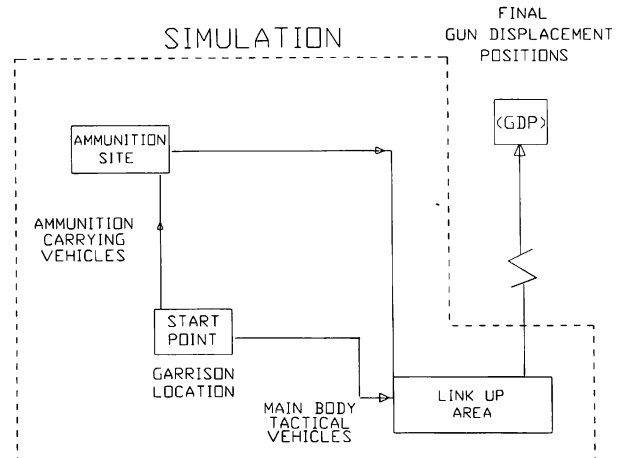 FINAL
GUN DISPLACEMENT
POSITIONS
SIMULATION
(GDP)
AMMUNITION
SITE
AMMUNITION
CARRYING
VEHICLES
START
POINT
GARRISON
LOCATION
MAIN BODY
TACTICAL
VEHICLES
LINK UP
AREA